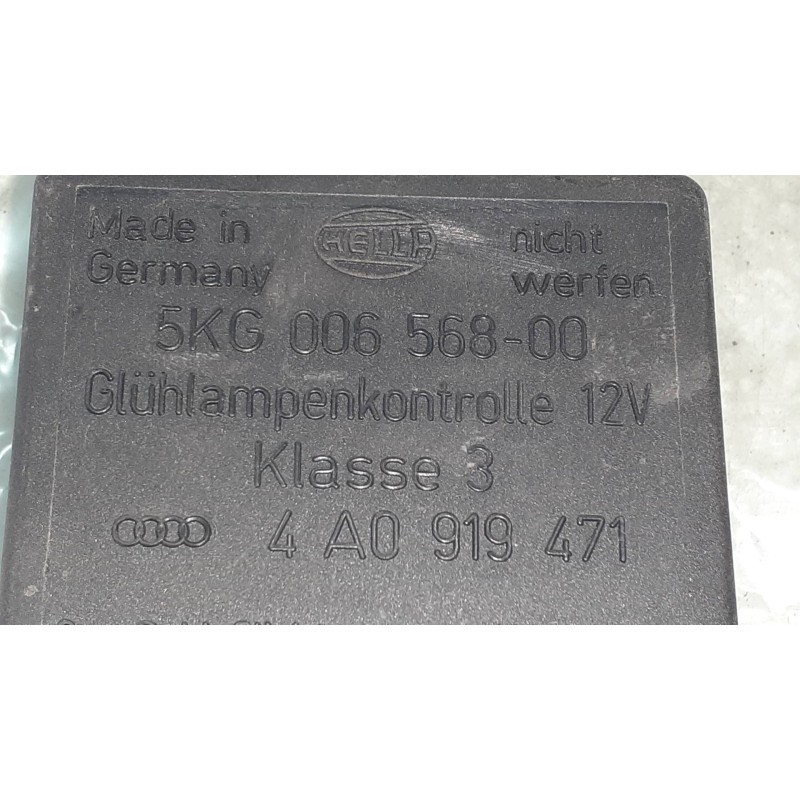 Made in HELLA nicht
Germany werfen
5KG 006 568-00
Glühlampenkontrolle 12V
Klasse 3
4 A0 919 471